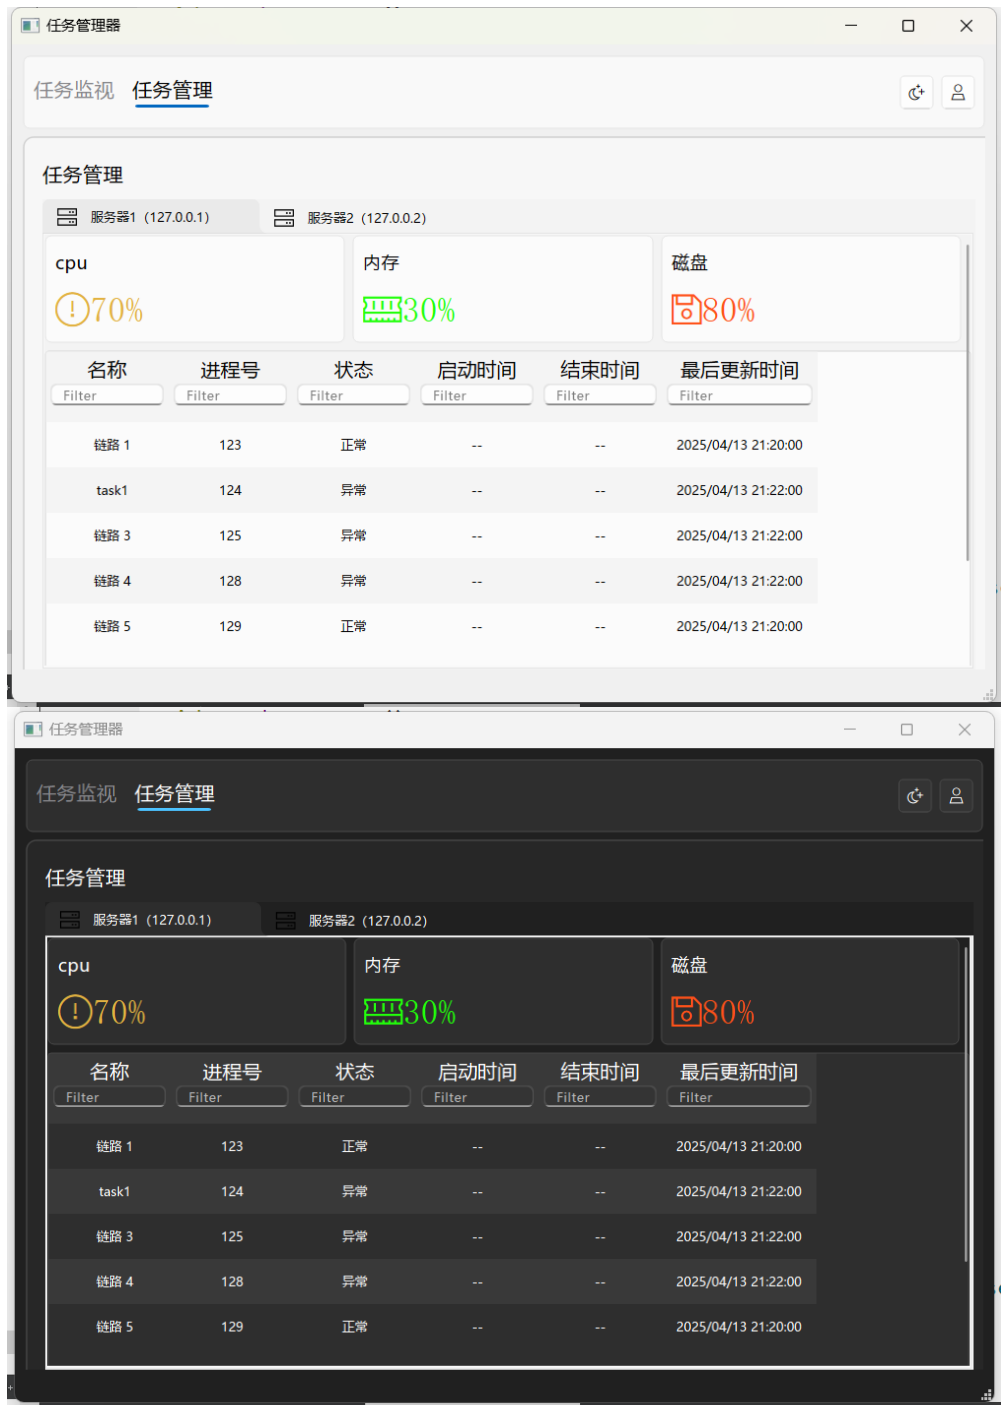 任务管理器
任务监视 任务管理
任务管理
服务器1（127.0.0.1） 服务器2（127.0.0.2）
cpu 内存 磁盘
70% 30% 80%
名称 进程号 状态 启动时间 结束时间 最后更新时间
Filter Filter Filter Filter Filter Filter
链路 1 123 正常 -- -- 2025/04/13 21:20:00
task1 124 异常 -- -- 2025/04/13 21:22:00
链路 3 125 异常 -- -- 2025/04/13 21:22:00
链路 4 128 异常 -- -- 2025/04/13 21:22:00
链路 5 129 正常 -- -- 2025/04/13 21:20:00
任务管理器
任务监视 任务管理
任务管理
服务器1（127.0.0.1） 服务器2（127.0.0.2）
cpu 内存 磁盘
70% 30% 80%
名称 进程号 状态 启动时间 结束时间 最后更新时间
Filter Filter Filter Filter Filter Filter
链路 1 123 正常 -- -- 2025/04/13 21:20:00
task1 124 异常 -- -- 2025/04/13 21:22:00
链路 3 125 异常 -- -- 2025/04/13 21:22:00
链路 4 128 异常 -- -- 2025/04/13 21:22:00
链路 5 129 正常 -- -- 2025/04/13 21:20:00